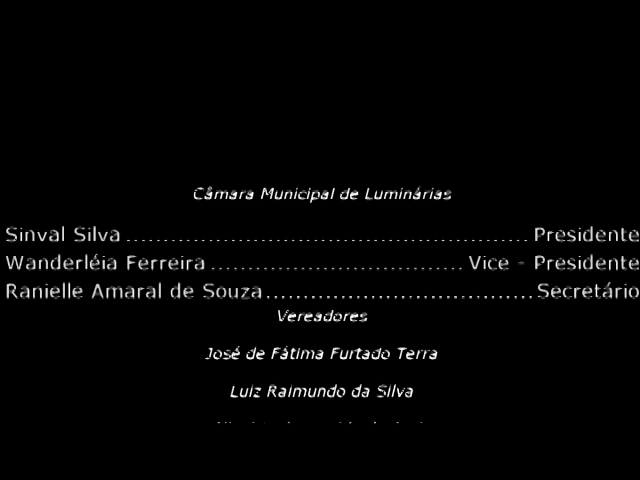 Câmara Municipal de Luminárias
Sinval Silva............................................Presidente
Wanderléia Ferreira............................Vice - Presidente
Ranielle Amaral de Souza....................................Secretário
Vereadores
José de Fátima Furtado Terra
Luiz Raimundo da Silva